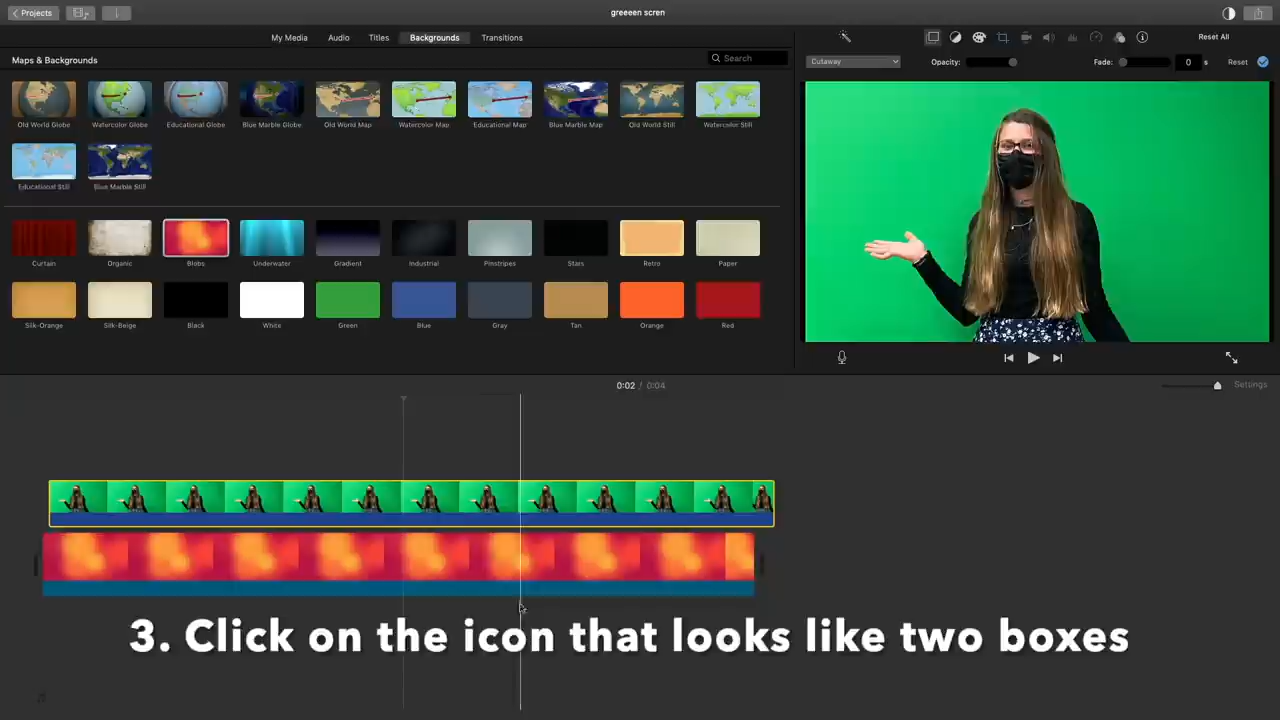 Projects
greeeen scren
My Media
Audio
Titles
Backgrounds
Transitions
Reset All
Maps & Backgrounds
Search
Cutaway
Opacity:
Fade:
0 s
Reset
Old World Globe
Watercolor Globe
Educational Globe
Blue Marble Globe
Old World Map
Watercolor Map
Educational Map
Blue Marble Map
Old World Still
Watercolor Still
Educational Still
Blue Marble Still
Curtain
Organic
Blobs
Underwater
Gradient
Industrial
Pinstripes
Stars
Retro
Paper
Silk-Orange
Silk-Beige
Black
White
Green
Blue
Gray
Tan
Orange
Red
0:02 / 0:04
Settings
3. Click on the icon that looks like two boxes